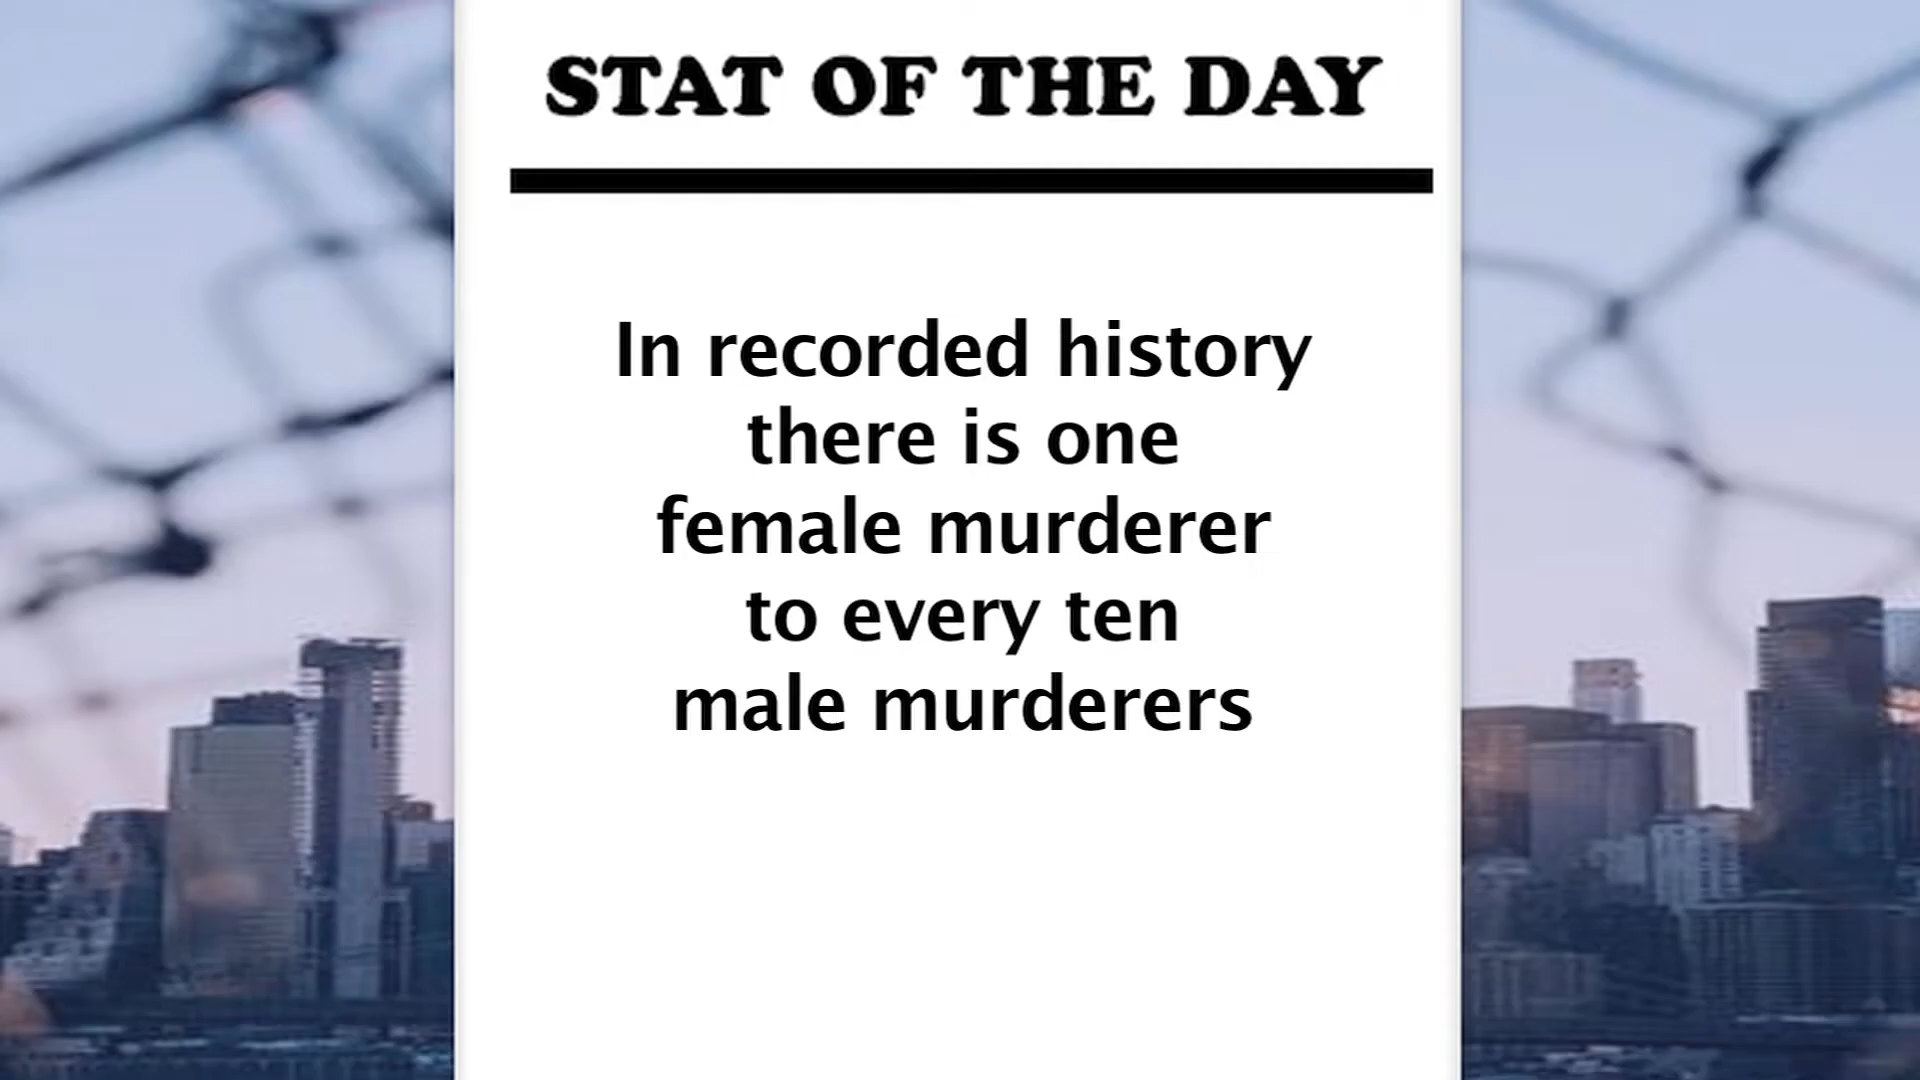 STAT OF THE DAY
In recorded history
there is one
female murderer
to every ten
male murderers